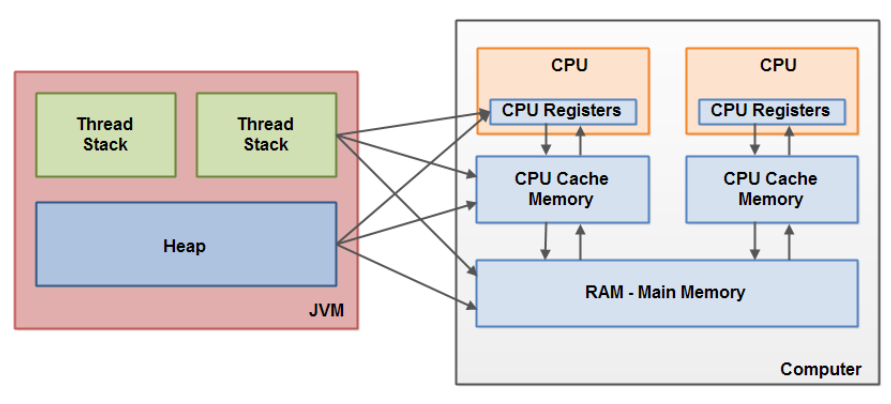 Thread
Stack
Thread
Stack
Heap
JVM
CPU
CPU Registers
CPU Cache
Memory
CPU
CPU Registers
CPU Cache
Memory
RAM - Main Memory
Computer